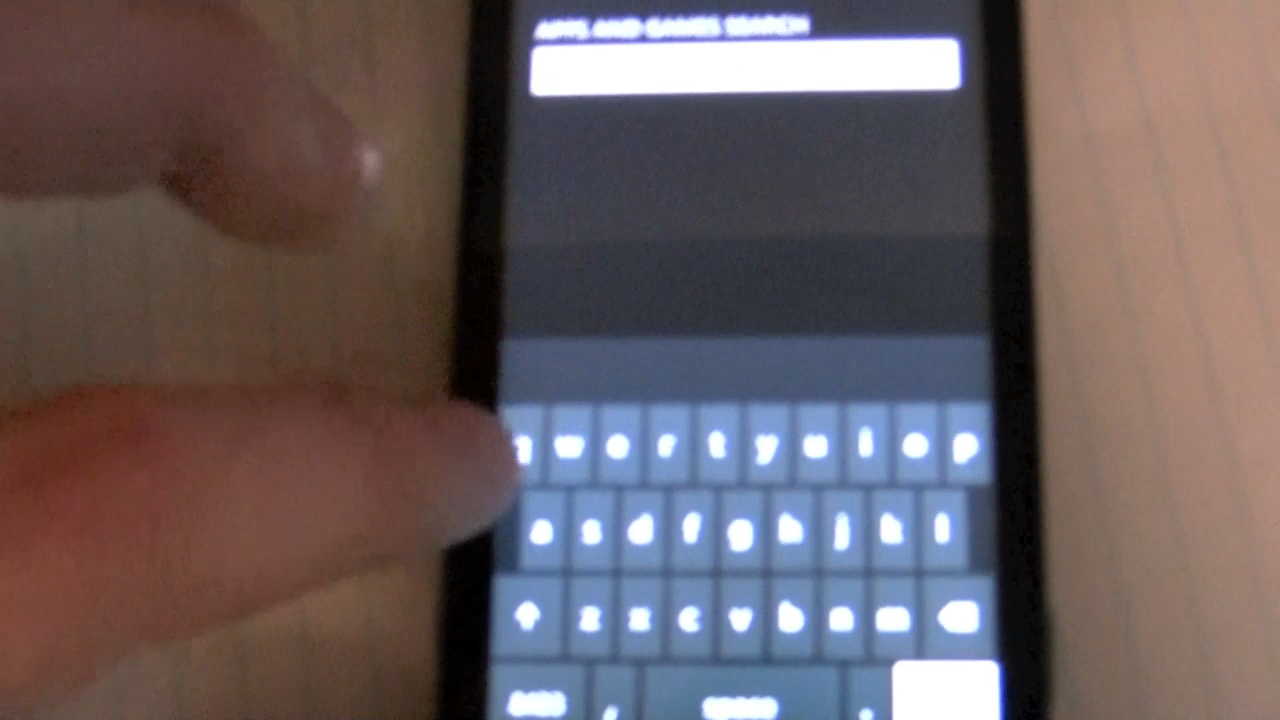 APPS AND GAMES SEARCH
q w e r t y u i o p
a s d f g h j k l
z x c v b n m
space